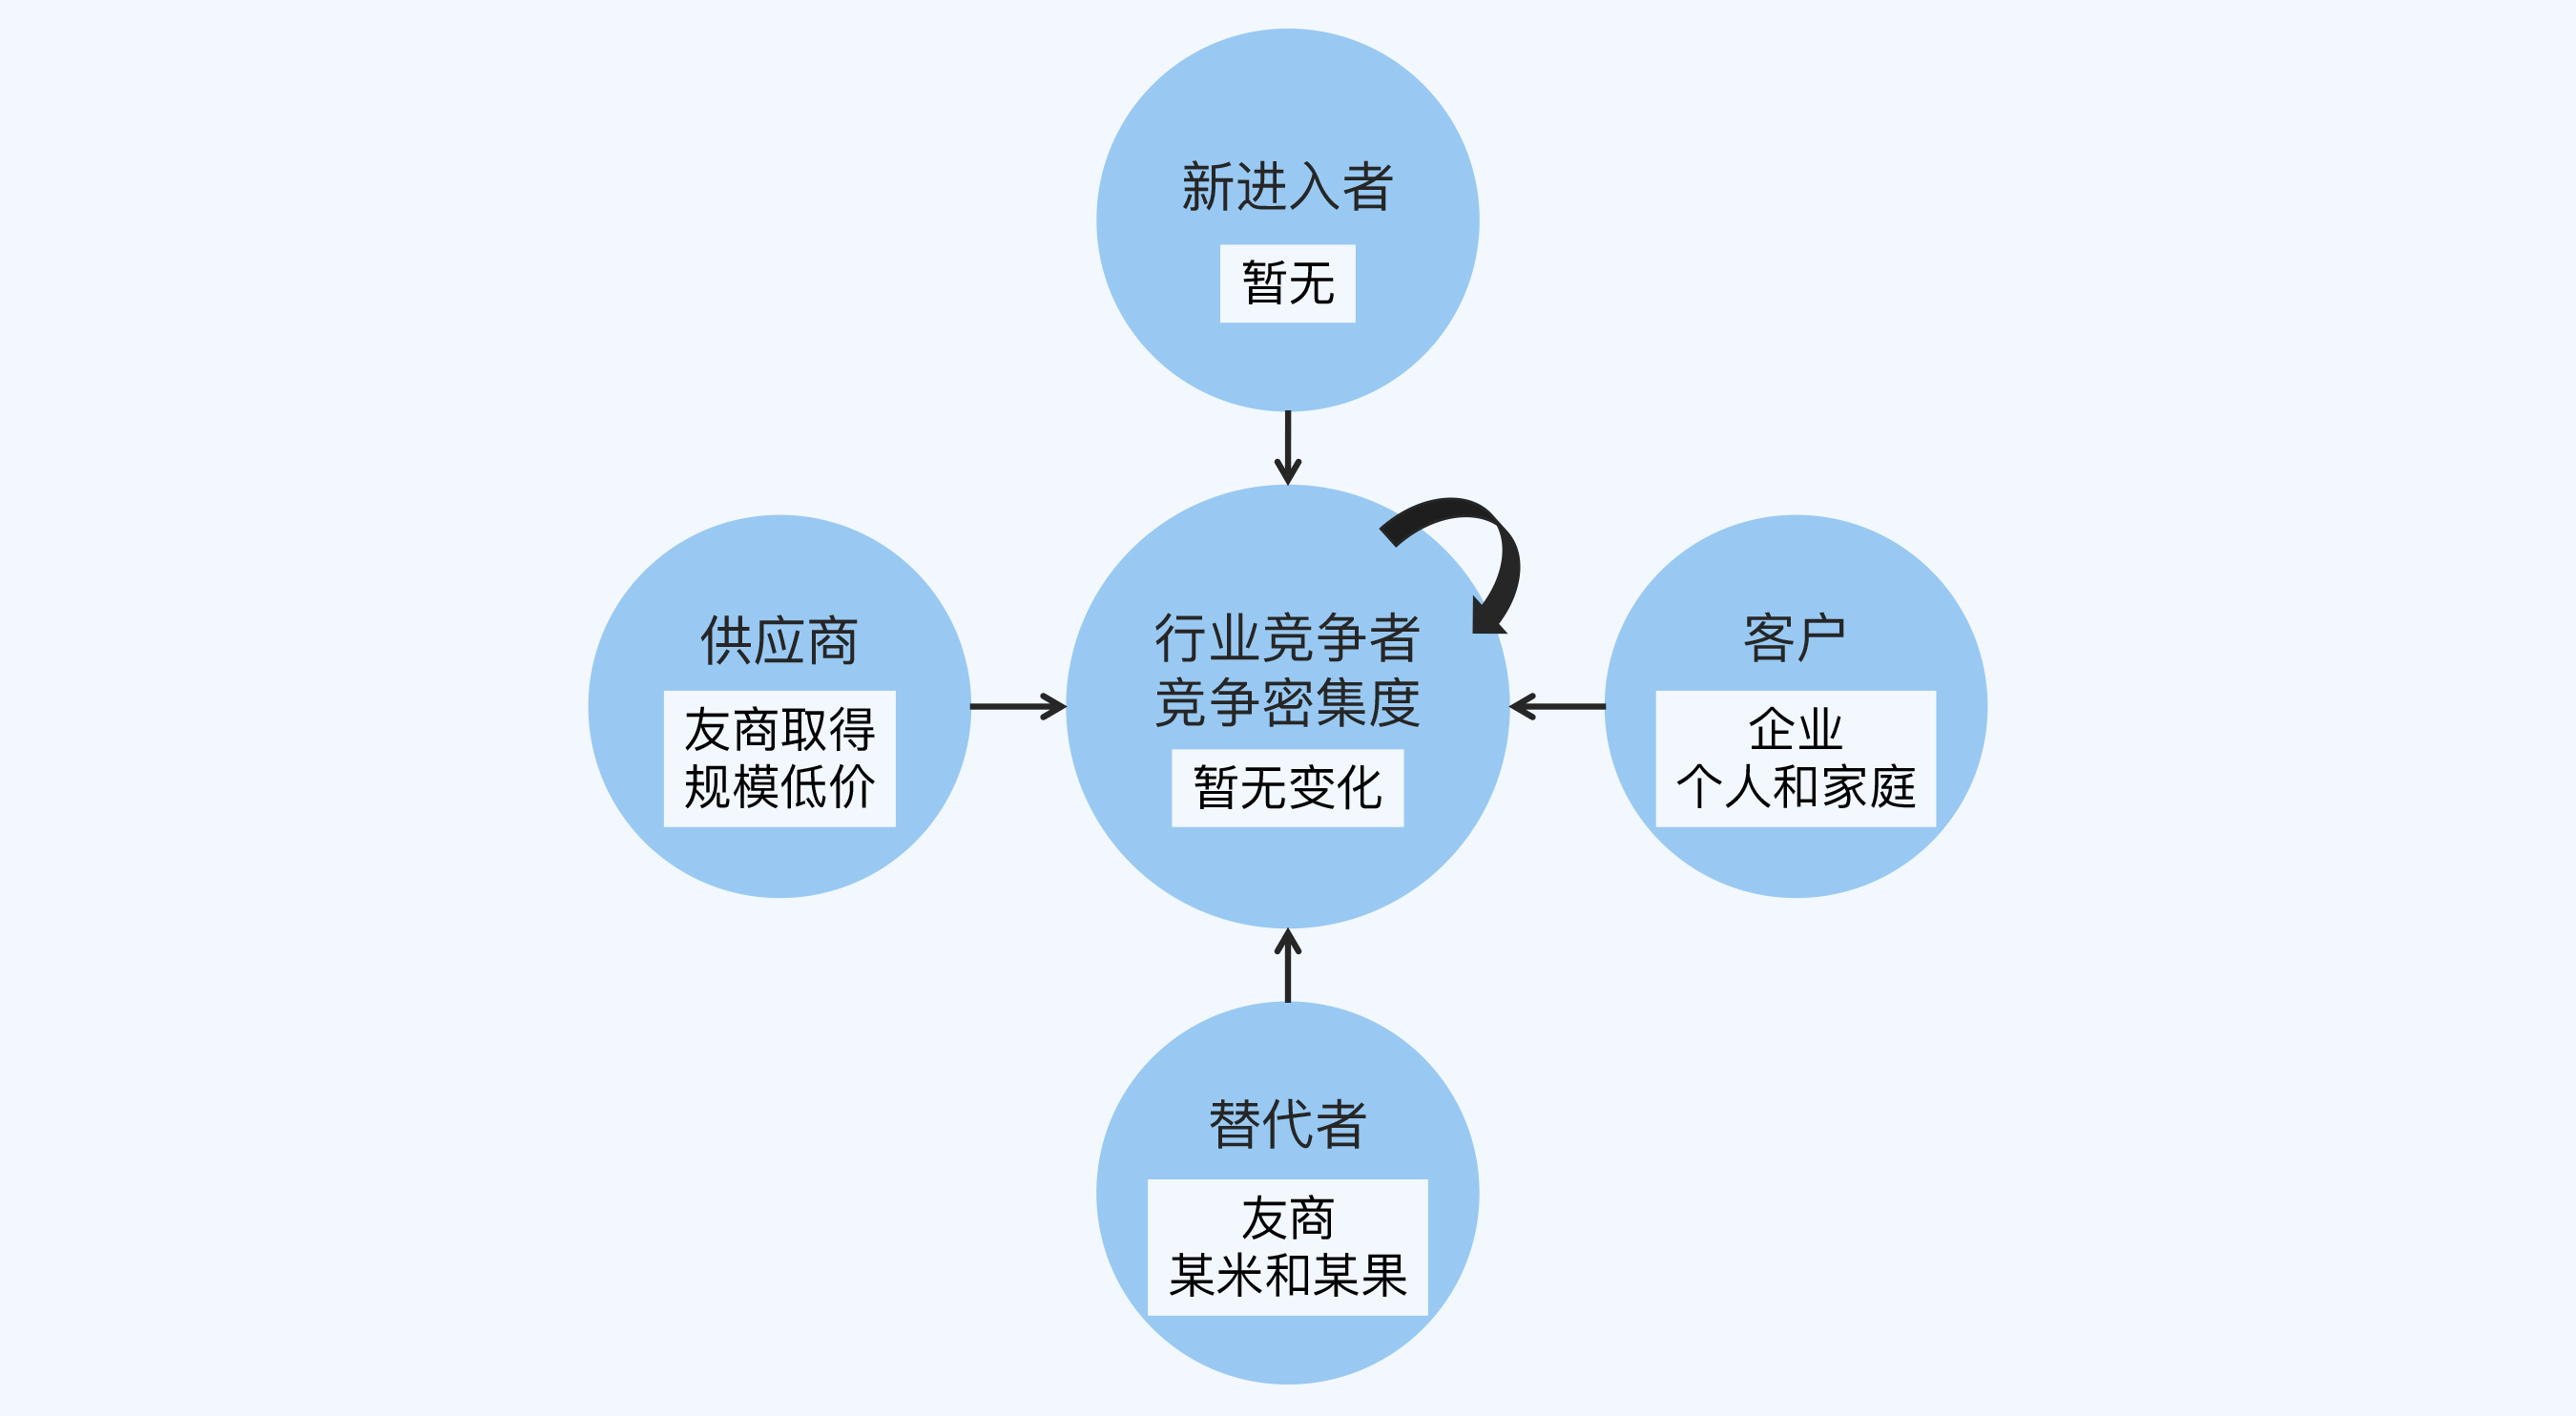 新进入者
暂无
供应商
友商取得
规模低价
行业竞争者
竞争密集度
暂无变化
客户
企业
个人和家庭
替代者
友商
某米和某果